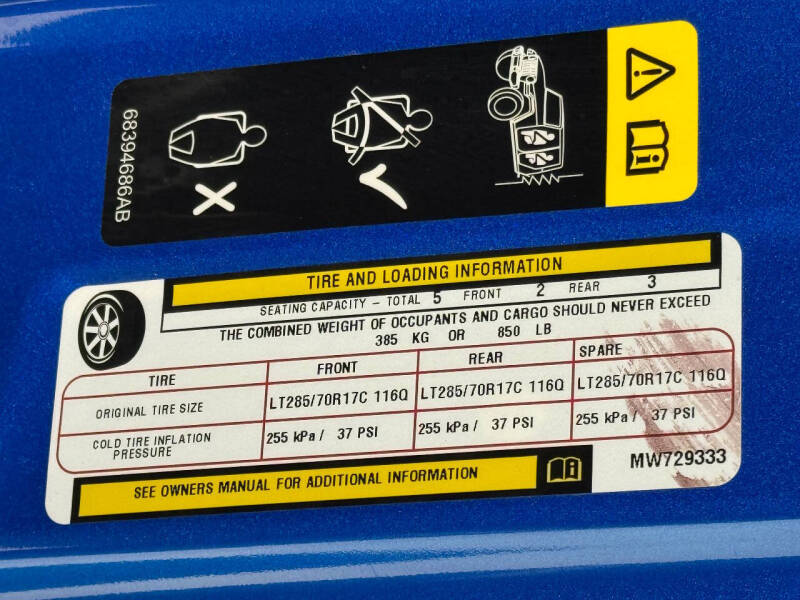 68394686AB
TIRE AND LOADING INFORMATION
SEATING CAPACITY – TOTAL 5 FRONT 2 REAR 3
THE COMBINED WEIGHT OF OCCUPANTS AND CARGO SHOULD NEVER EXCEED
385 KG OR 850 LB
TIRE FRONT REAR SPARE
ORIGINAL TIRE SIZE LT285/70R17C 116Q LT285/70R17C 116Q LT285/70R17C 116Q
COLD TIRE INFLATION
PRESSURE 255 kPa / 37 PSI 255 kPa / 37 PSI 255 kPa / 37 PSI
SEE OWNERS MANUAL FOR ADDITIONAL INFORMATION
MW729333